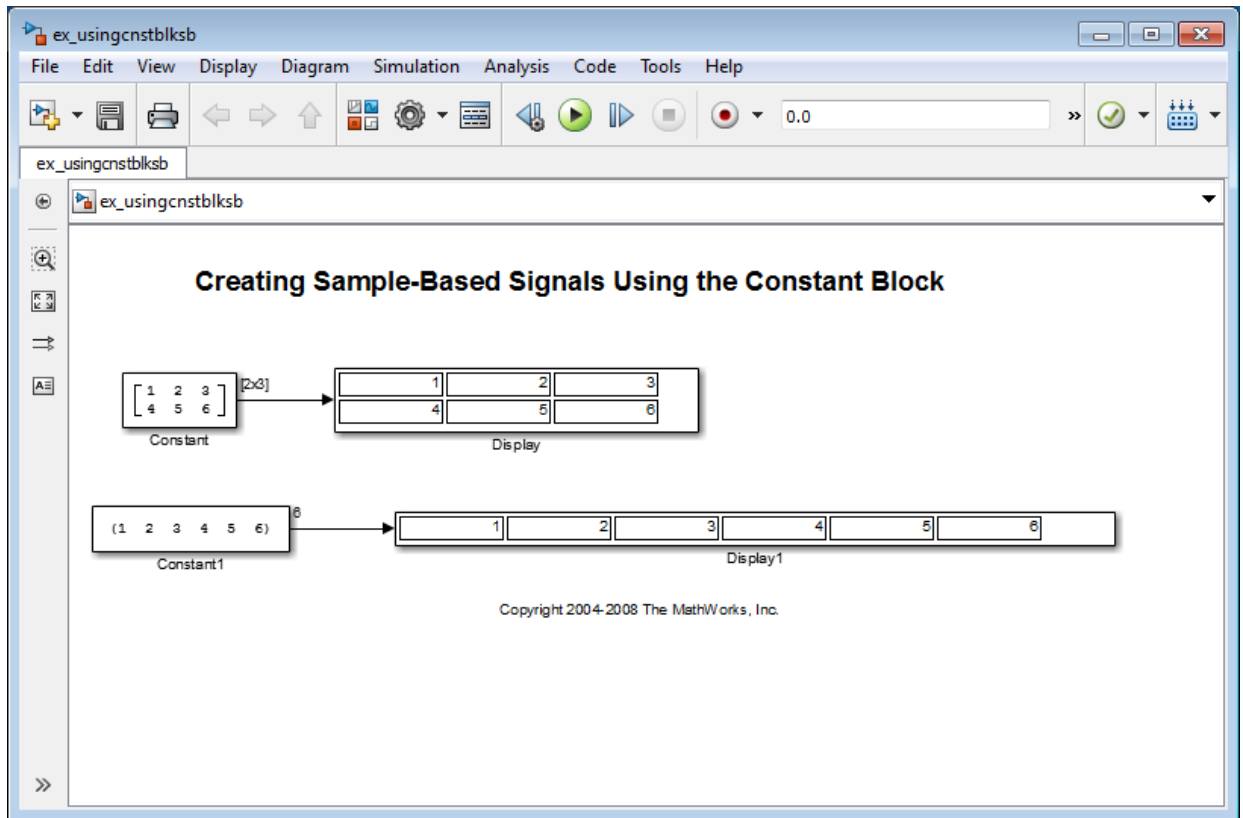 ex_usingcnstblksb
File Edit View Display Diagram Simulation Analysis Code Tools Help
0.0 »
ex_usingcnstblksb
ex_usingcnstblksb
Creating Sample-Based Signals Using the Constant Block
[2x3]
1 2 3
4 5 6
Constant
1 2 3
4 5 6
Display
6
(1 2 3 4 5 6)
Constant1
1 2 3 4 5 6
Display1
Copyright 2004-2008 The MathWorks, Inc.